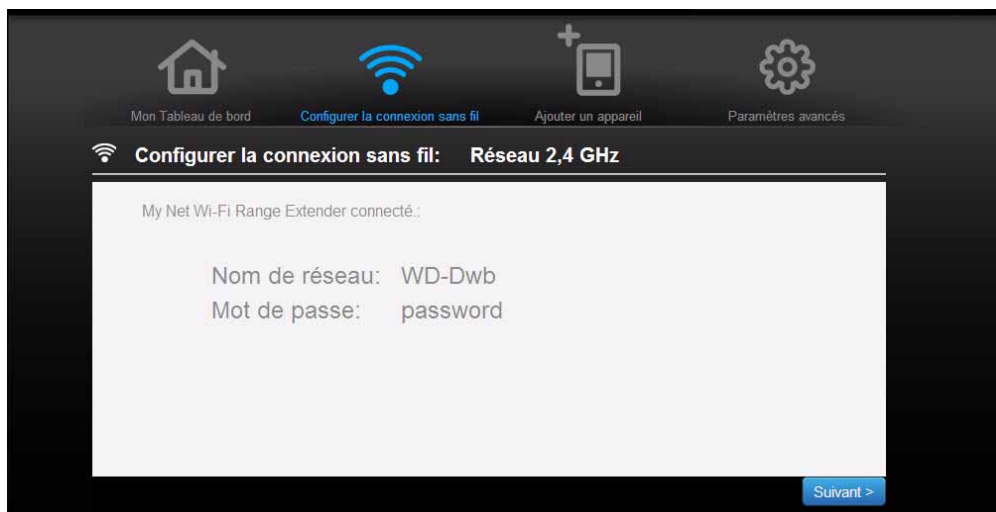 Mon Tableau de bord
Configurer la connexion sans fil
Ajouter un appareil
Paramètres avancés
Configurer la connexion sans fil: Réseau 2,4 GHz
My Net Wi-Fi Range Extender connecté.:
Nom de réseau: WD-Dwb
Mot de passe: password
Suivant >